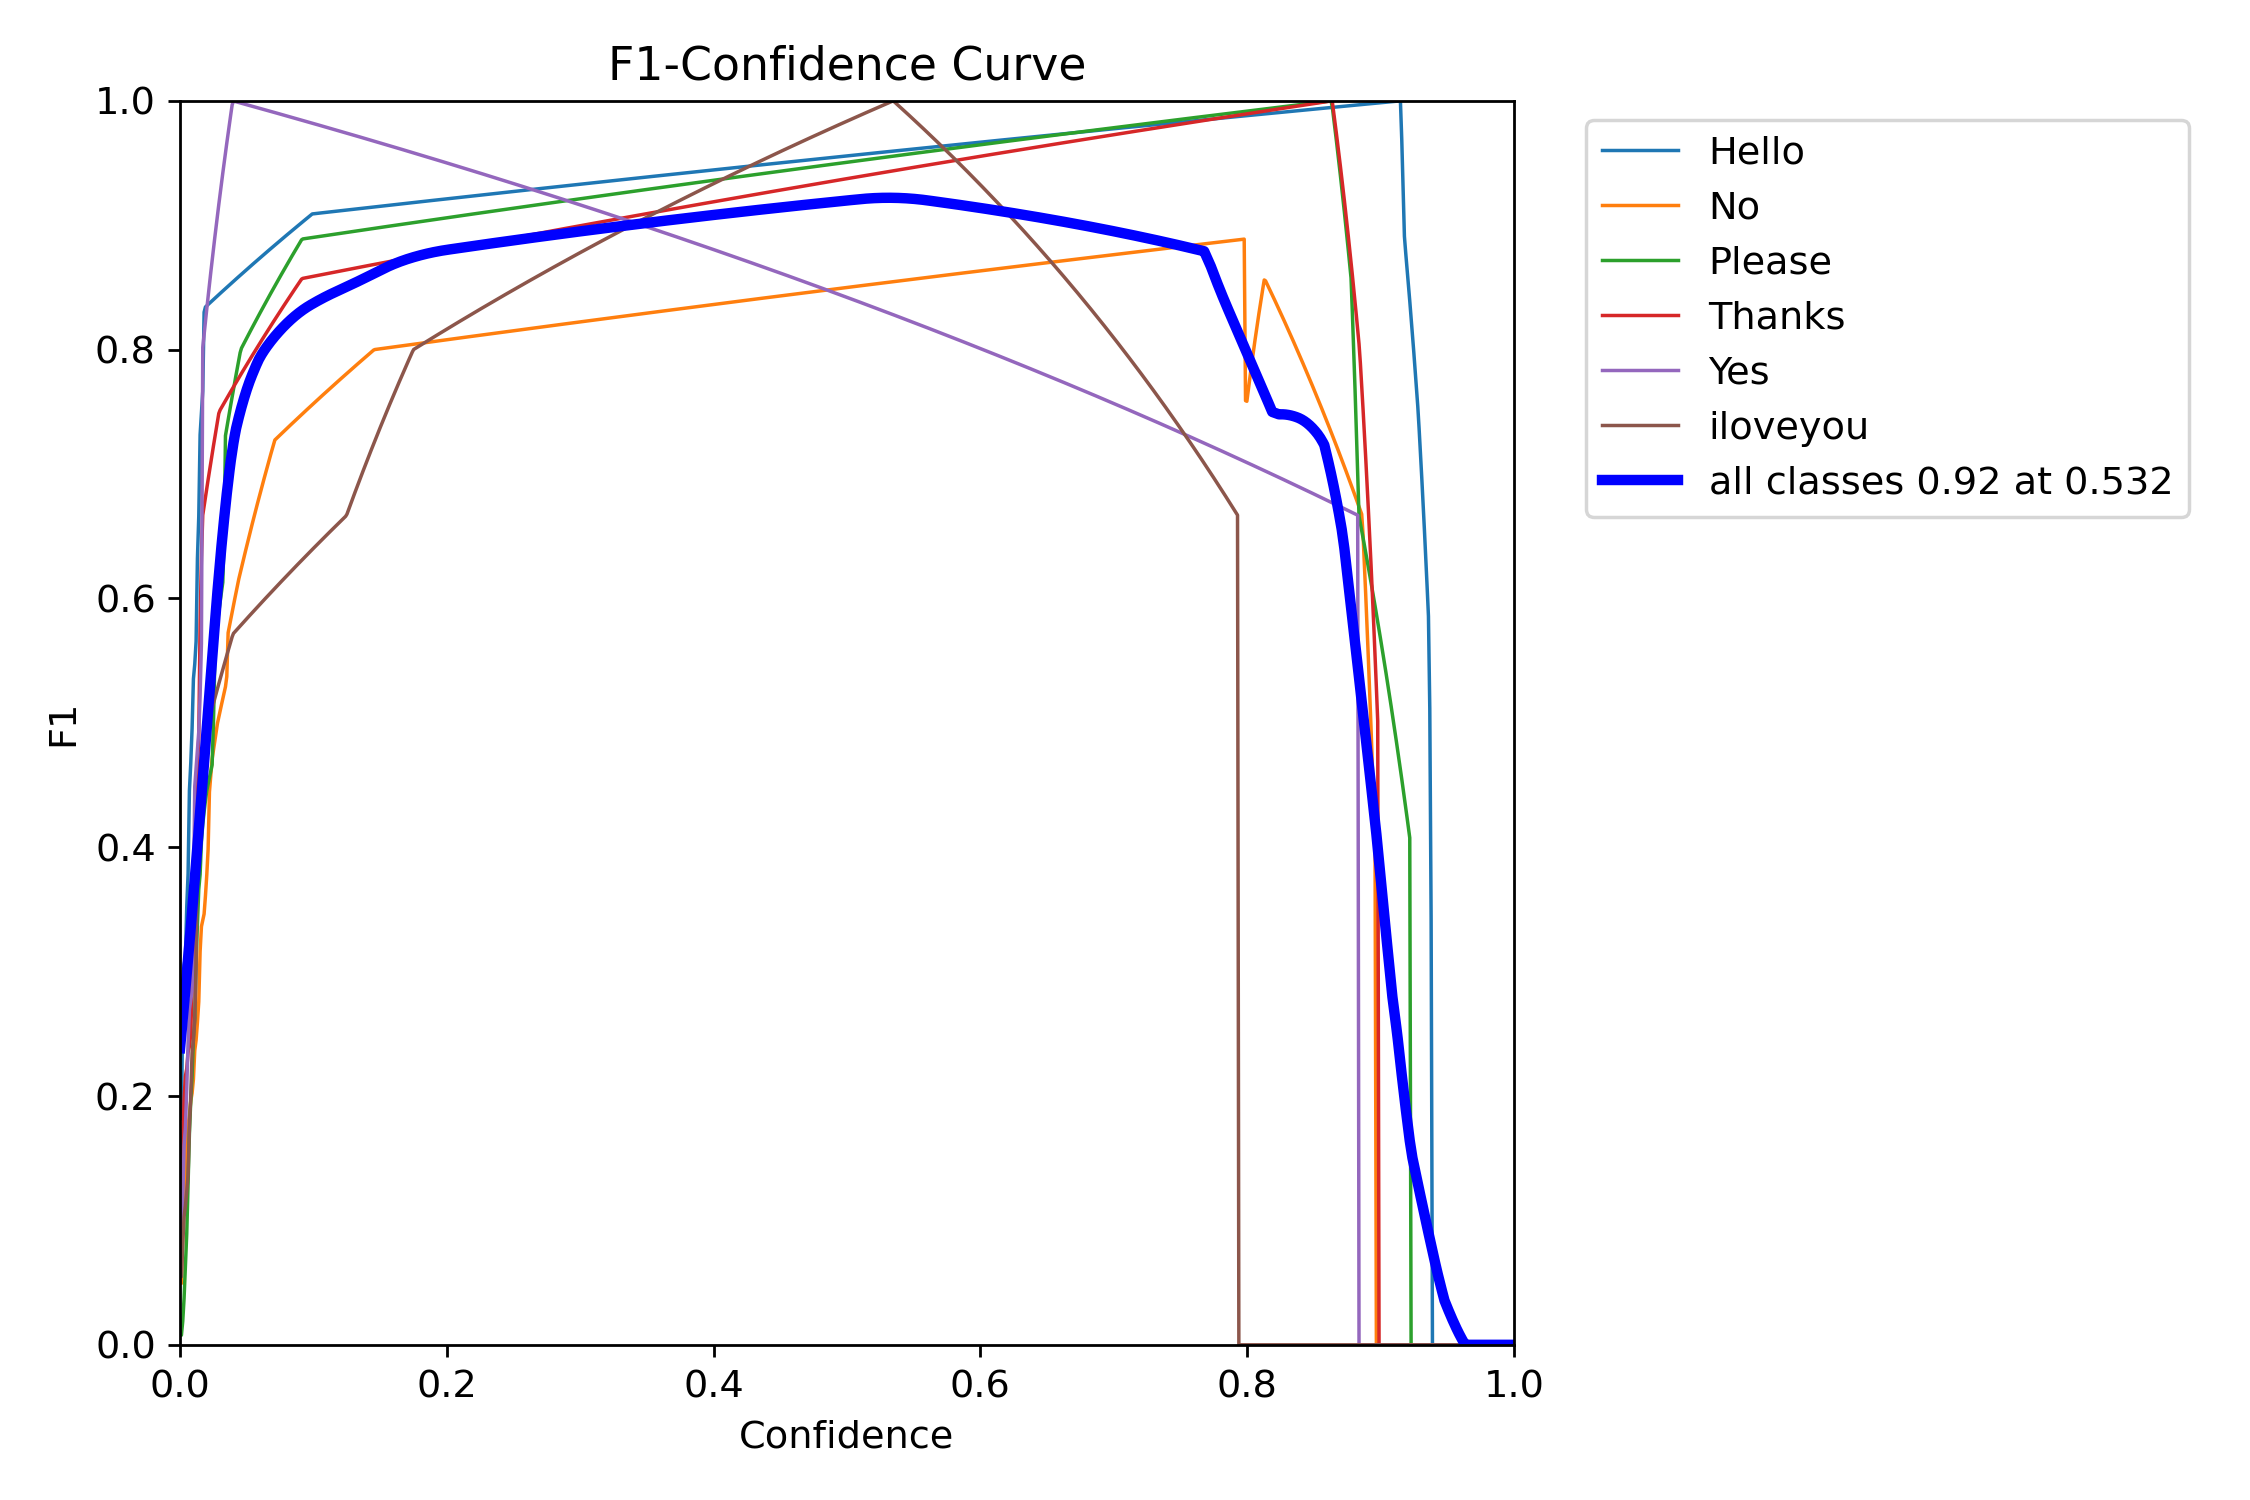 F1-Confidence Curve
1.0
0.8
0.6
0.4
0.2
0.0
F1
0.0 0.2 0.4 0.6 0.8 1.0
Confidence
Hello
No
Please
Thanks
Yes
iloveyou
all classes 0.92 at 0.532